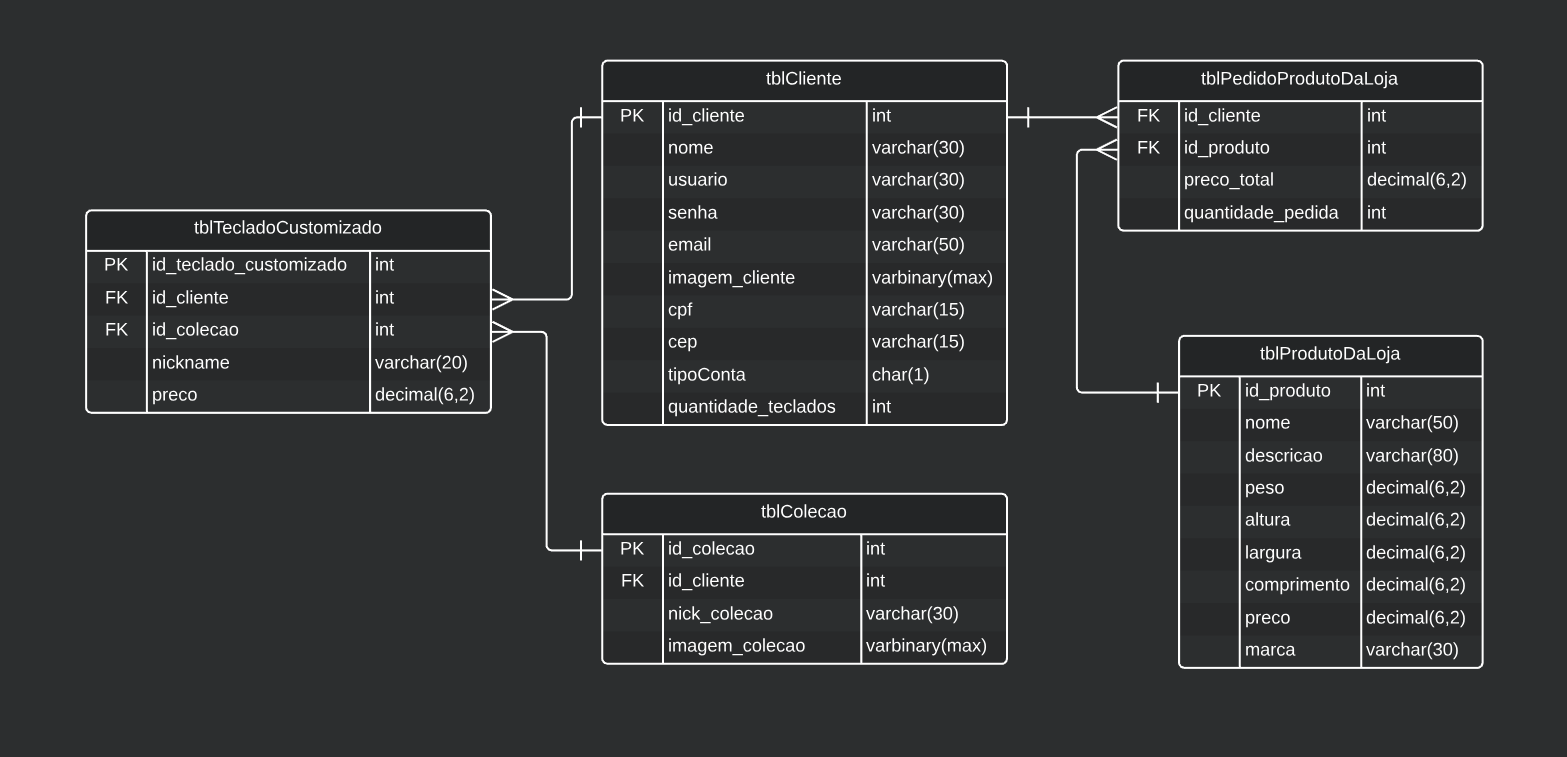 tblCliente
PK id_cliente int
nome varchar(30)
usuario varchar(30)
senha varchar(30)
email varchar(50)
imagem_cliente varbinary(max)
cpf varchar(15)
cep varchar(15)
tipoConta char(1)
quantidade_teclados int
tblPedidoProdutoDaLoja
FK id_cliente int
FK id_produto int
preco_total decimal(6,2)
quantidade_pedida int
tblTecladoCustomizado
PK id_teclado_customizado int
FK id_cliente int
FK id_colecao int
nickname varchar(20)
preco decimal(6,2)
tblProdutoDaLoja
PK id_produto int
nome varchar(50)
descricao varchar(80)
peso decimal(6,2)
altura decimal(6,2)
largura decimal(6,2)
comprimento decimal(6,2)
preco decimal(6,2)
marca varchar(30)
tblColecao
PK id_colecao int
FK id_cliente int
nick_colecao varchar(30)
imagem_colecao varbinary(max)